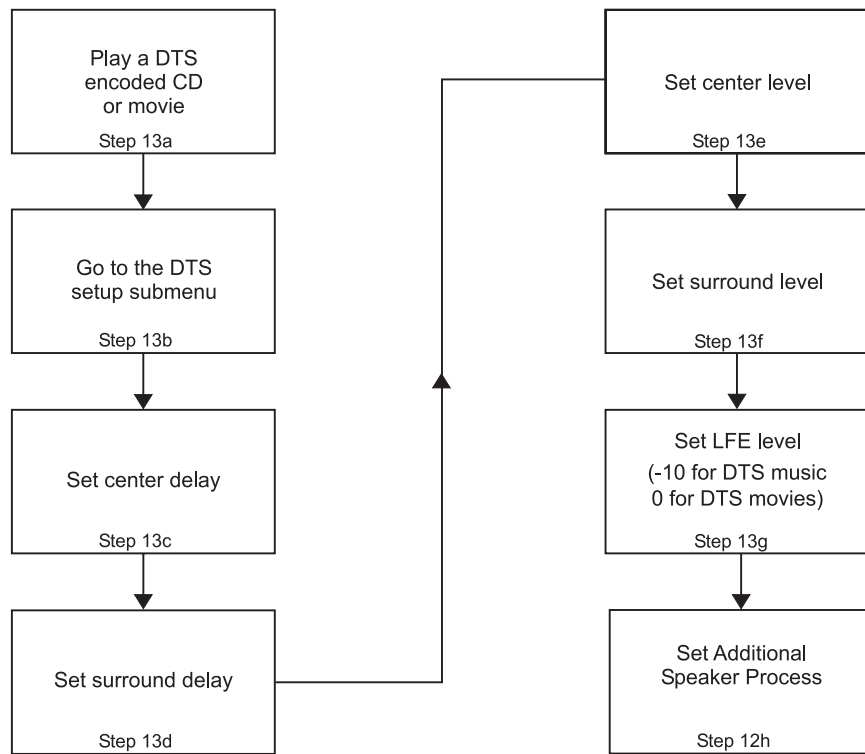 Play a DTS
encoded CD
or movie
Step 13a
Go to the DTS
setup submenu
Step 13b
Set center delay
Step 13c
Set surround delay
Step 13d
Set center level
Step 13e
Set surround level
Step 13f
Set LFE level
(-10 for DTS music
0 for DTS movies)
Step 13g
Set Additional
Speaker Process
Step 12h